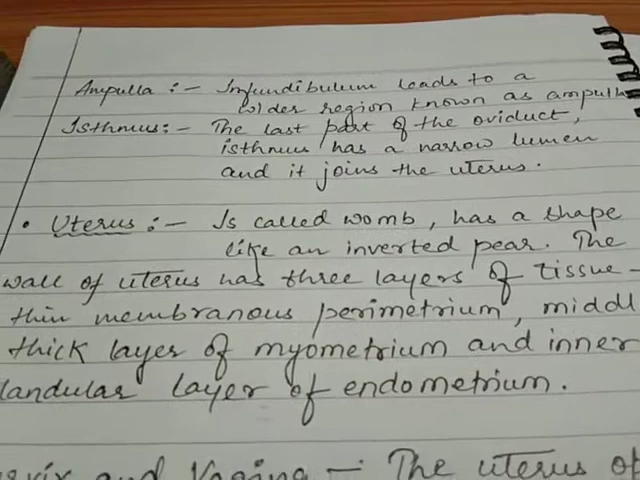 Ampulla :- Infundibulum leads to a
wider region known as ampulla
Isthmus :- The last part of the oviduct,
isthmus has a narrow lumen
and it joins the uterus.
• Uterus :- Is called womb, has a shape
like an inverted pear. The
wall of uterus has three layers of tissue -
thin membranous perimetrium, middl
thick layer of myometrium and inner
landular layer of endometrium.
and Vagina - The uterus of